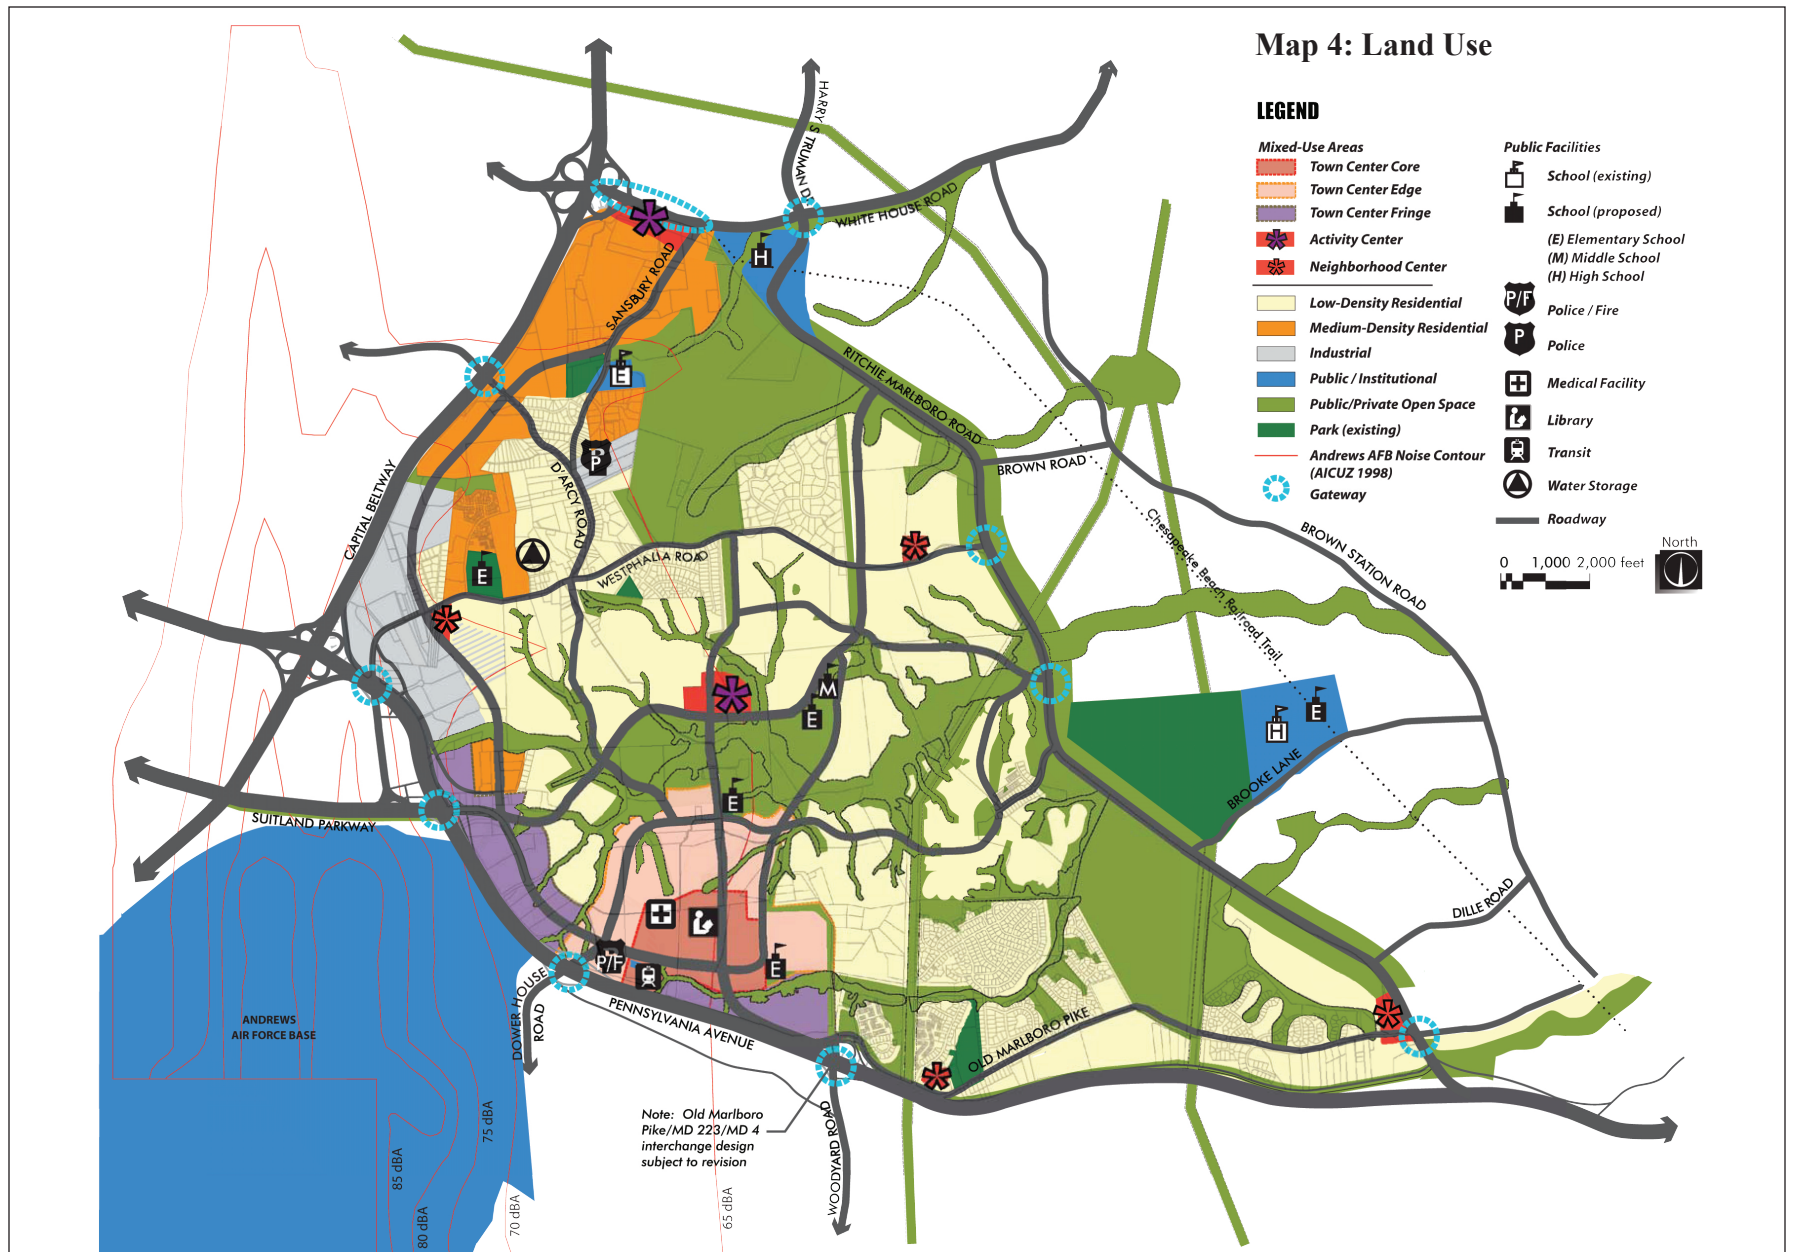 Map 4: Land Use
LEGEND
Mixed-Use Areas
Town Center Core
Town Center Edge
Town Center Fringe
Activity Center
Neighborhood Center
Low-Density Residential
Medium-Density Residential
Industrial
Public / Institutional
Public/Private Open Space
Park (existing)
Andrews AFB Noise Contour
(AICUZ 1998)
Gateway
Public Facilities
School (existing)
School (proposed)
(E) Elementary School
(M) Middle School
(H) High School
P/F
Police / Fire
P
Police
Medical Facility
Library
Transit
Water Storage
Roadway
0 1,000 2,000 feet
North
HARRY S TRUMAN DR
WHITE HOUSE ROAD
SANSBURY ROAD
H
RITCHIE MARLBORO ROAD
E
P
BROWN ROAD
CAPITAL BELTWAY
D'ARCY ROAD
WESTPHALIA ROAD
E
Chesapeake Beach Railroad Trail
BROWN STATION ROAD
M
E
H
E
BROOKE LANE
E
SUITLAND PARKWAY
DILLE ROAD
P/F
E
DOWER HOUSE
ROAD
PENNSYLVANIA AVENUE
OLD MARLBORO PIKE
ANDREWS
AIR FORCE BASE
Note: Old Marlboro
Pike/MD 223/MD 4
interchange design
subject to revision
WOODYARD ROAD
85 dBA
80 dBA
75 dBA
70 dBA
65 dBA